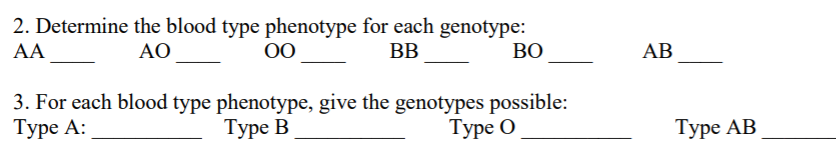 2. Determine the blood type phenotype for each genotype:
AA ____ AO ____ OO ____ BB ____ BO ____ AB ____
3. For each blood type phenotype, give the genotypes possible:
Type A: __________ Type B __________ Type O __________ Type AB _______